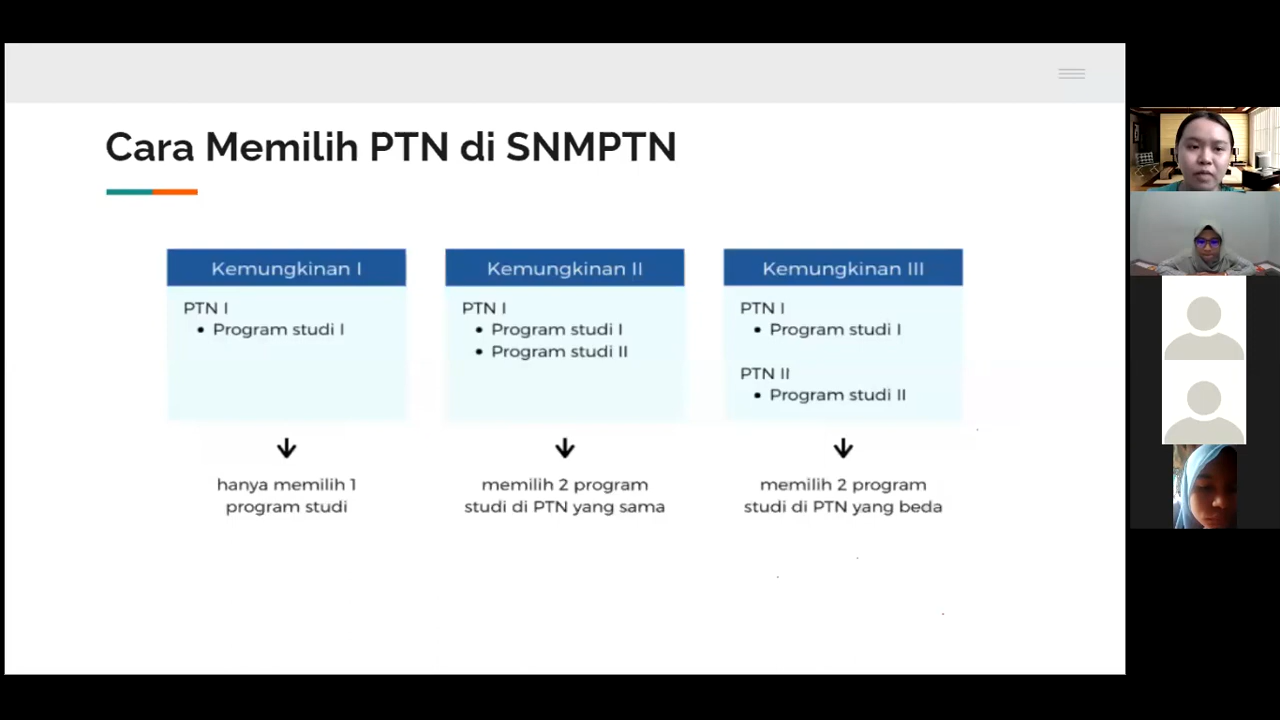 Cara Memilih PTN di SNMPTN
Kemungkinan I
PTN I
• Program studi I
hanya memilih 1
program studi
Kemungkinan II
PTN I
• Program studi I
• Program studi II
memilih 2 program
studi di PTN yang sama
Kemungkinan III
PTN I
• Program studi I
PTN II
• Program studi II
memilih 2 program
studi di PTN yang beda